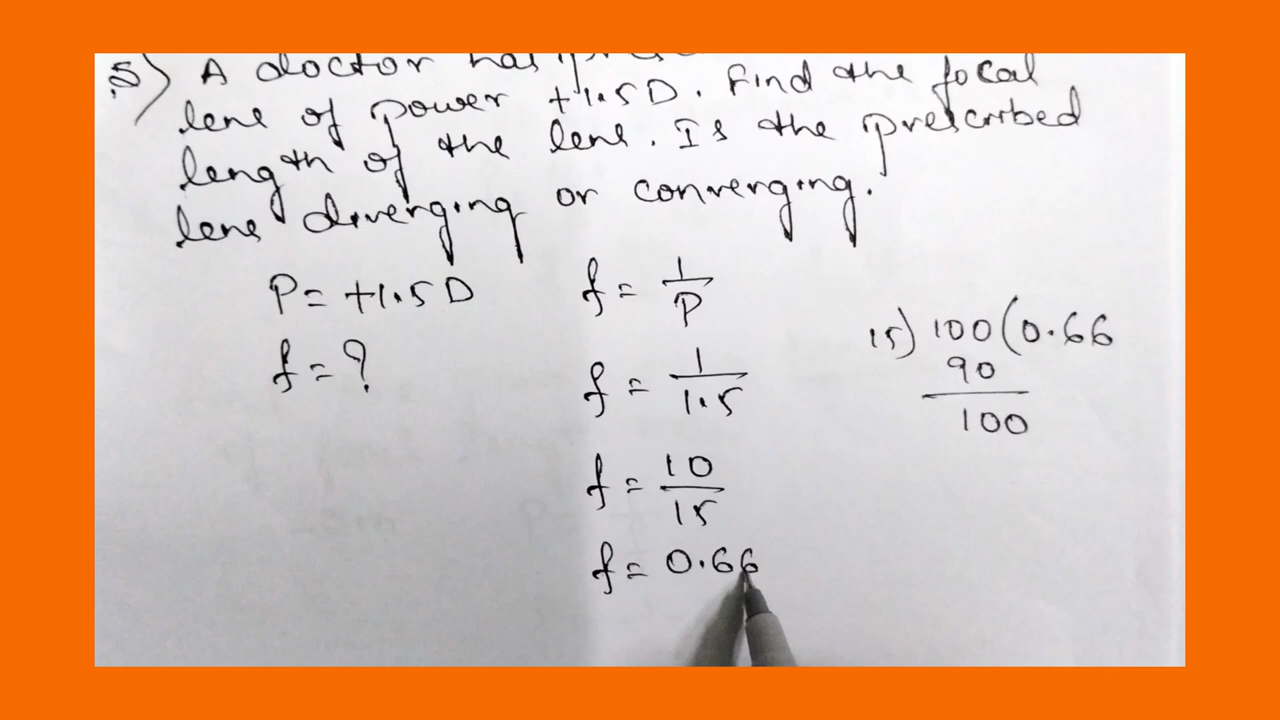 5) A doctor has
lens of power +1.5D. Find the focal
length of the lens. Is the prescribed
lens diverging or converging.
P = +1.5 D
f = ?
f = 1/P
f = 1/1.5
f = 10/15
f = 0.66
15) 100 (0.66
90
100